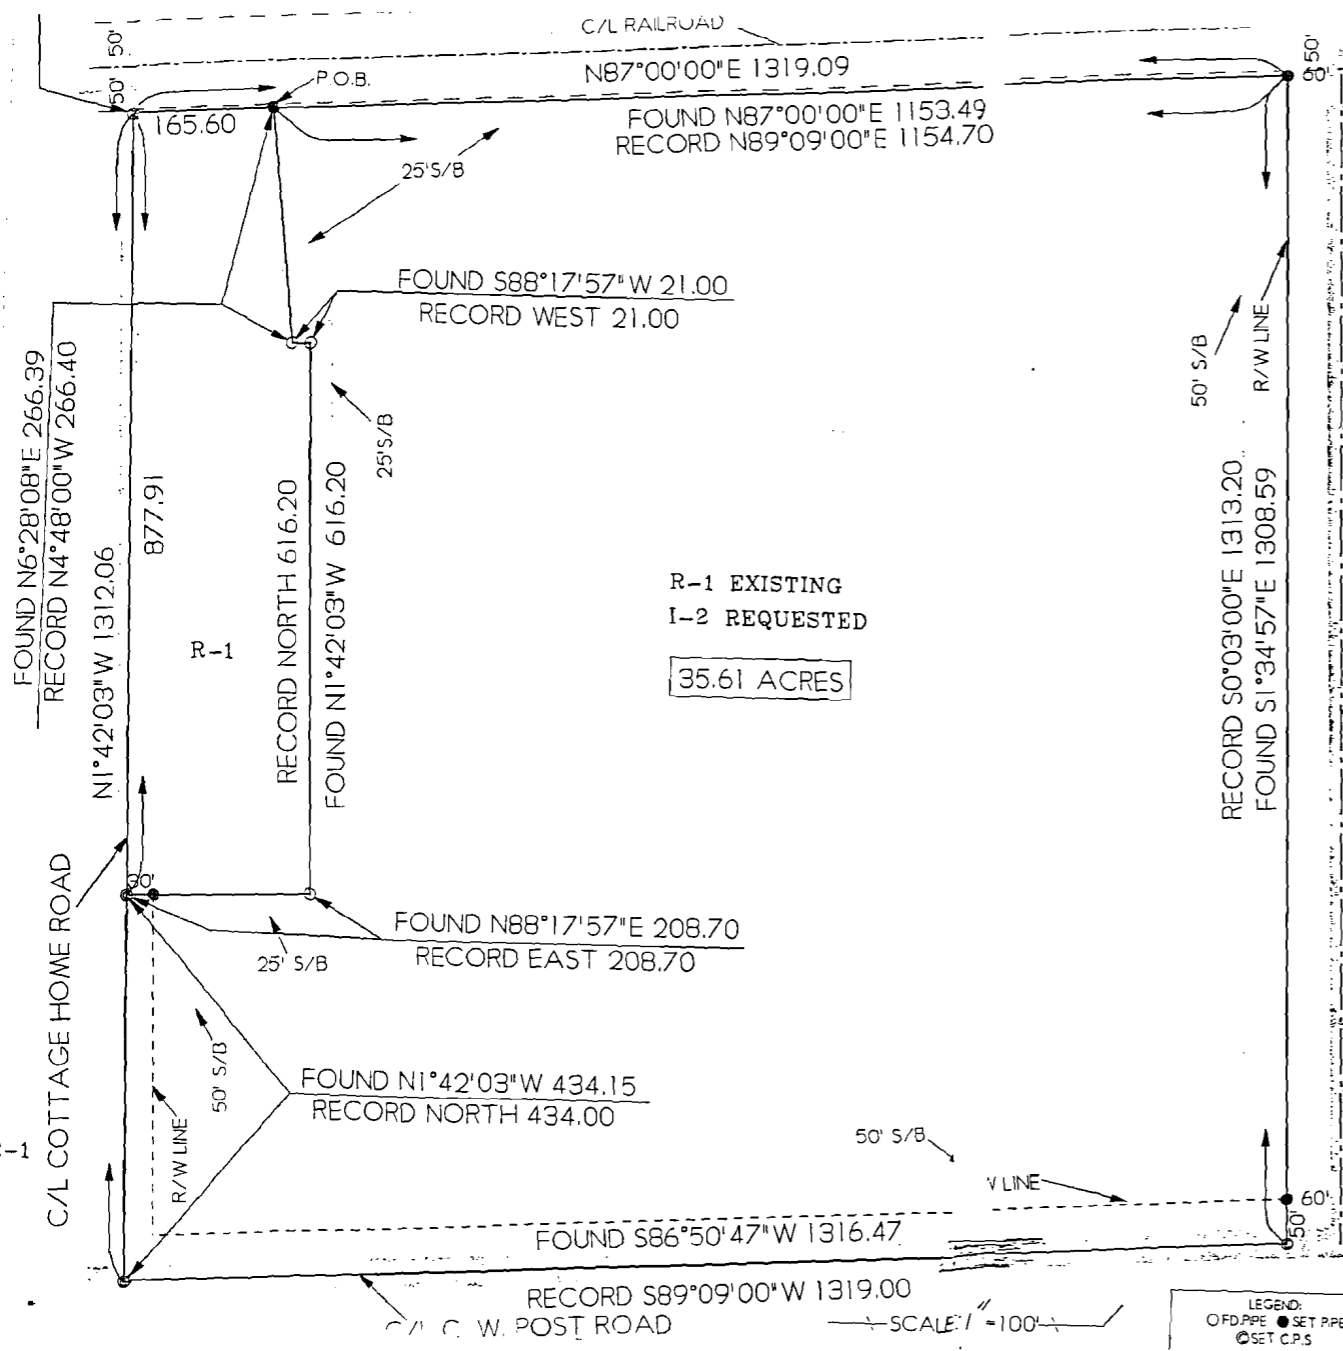 C/L RAILROAD
50'
50'
50'
60'
P.O.B.
N87°00'00"E 1319.09
165.60
FOUND N87°00'00"E 1153.49
RECORD N89°09'00"E 1154.70
25'S/B
FOUND S88°17'57"W 21.00
RECORD WEST 21.00
FOUND N6°28'08"E 266.39
RECORD N4°48'00"W 266.40
N1°42'03"W 1312.06
877.91
R-1
RECORD NORTH 616.20
FOUND N1°42'03"W 616.20
25'S/B
R-1 EXISTING
I-2 REQUESTED
35.61 ACRES
50' S/B
R/W LINE
RECORD S0°03'00"E 1313.20
FOUND S1°34'57"E 1308.59
30'
FOUND N88°17'57"E 208.70
RECORD EAST 208.70
25' S/B
C/L COTTAGE HOME ROAD
50' S/B
R/W LINE
FOUND N1°42'03"W 434.15
RECORD NORTH 434.00
-1
50' S/B
LINE
60'
50'
FOUND S86°50'47"W 1316.47
RECORD S89°09'00"W 1319.00
C. W. POST ROAD
SCALE: 1" =100'
LEGEND:
O FD.PIPE ● SET PIPE
◎SET C.P.S